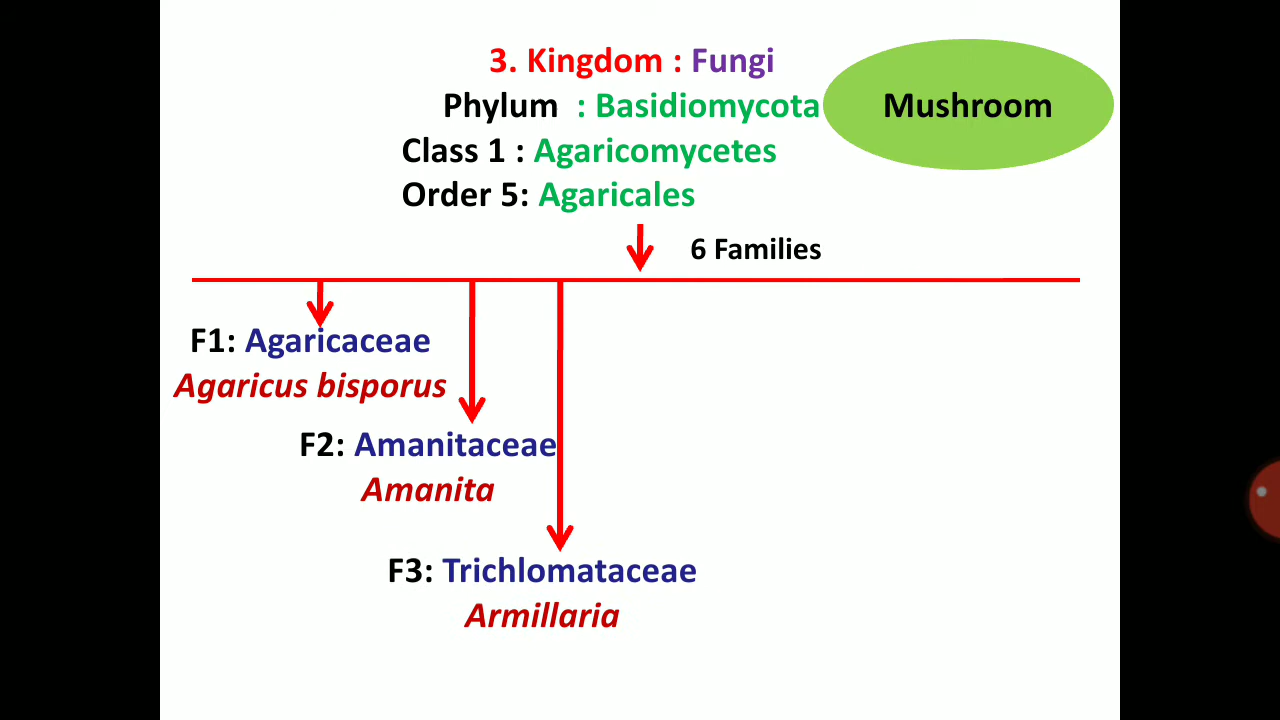 3. Kingdom : Fungi
Phylum : Basidiomycota
Mushroom
Class 1 : Agaricomycetes
Order 5: Agaricales
6 Families
F1: Agaricaceae
Agaricus bisporus
F2: Amanitaceae
Amanita
F3: Trichlomataceae
Armillaria